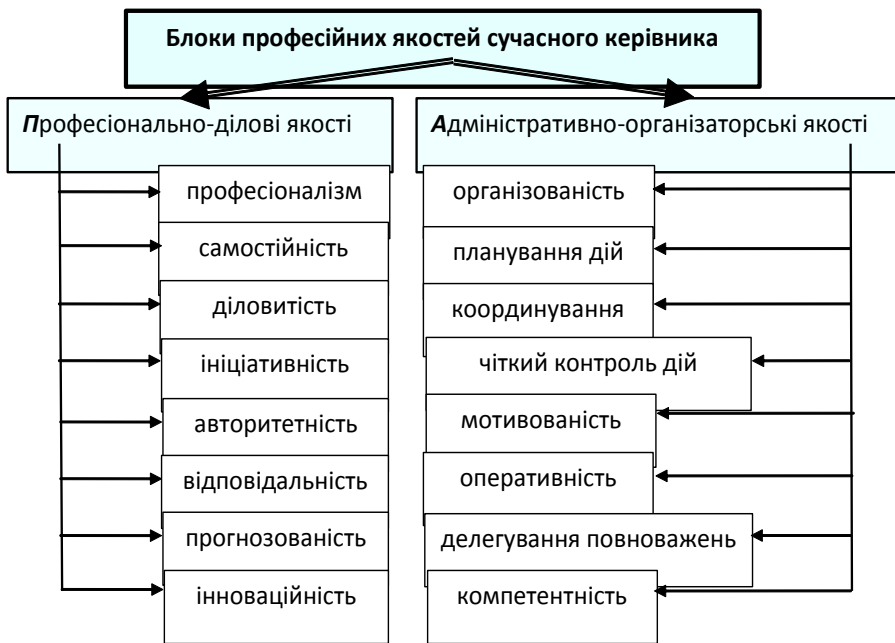 Блоки професійних якостей сучасного керівника
Професіонально-ділові якості
професіоналізм
самостійність
діловитість
ініціативність
авторитетність
відповідальність
прогнозованість
інноваційність
Адміністративно-організаторські якості
організованість
планування дій
координування
чіткий контроль дій
мотивованість
оперативність
делегування повноважень
компетентність